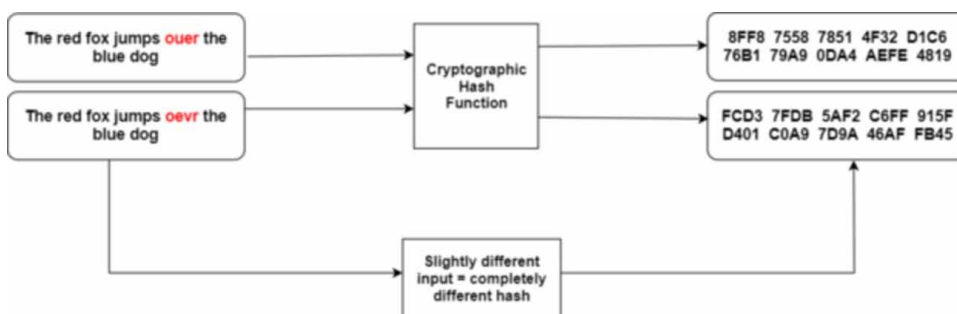 The red fox jumps ouer the
blue dog
The red fox jumps oevr the
blue dog
Cryptographic
Hash
Function
8FF8 7558 7851 4F32 D1C6
76B1 79A9 0DA4 AEFE 4819
FCD3 7FDB 5AF2 C6FF 915F
D401 C0A9 7D9A 46AF FB45
Slightly different
input = completely
different hash